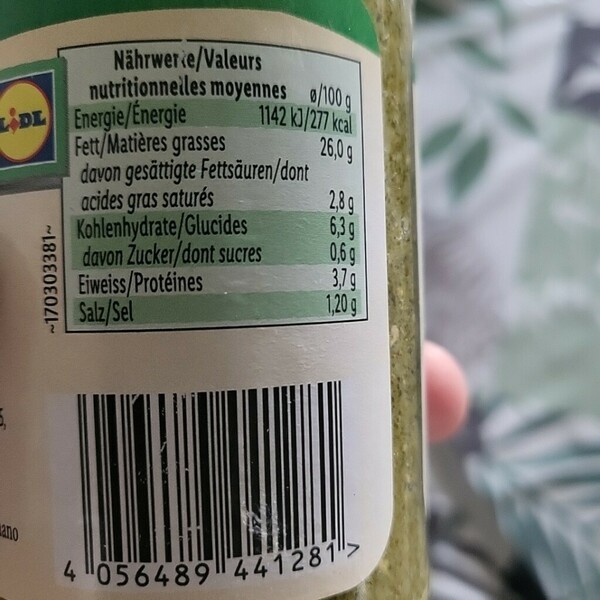 Nährwerte/Valeurs
nutritionnelles moyennes ø/100 g
Energie/Énergie 1142 kJ/277 kcal
Fett/Matières grasses 26,0 g
davon gesättigte Fettsäuren/dont
acides gras saturés 2,8 g
Kohlenhydrate/Glucides 6,3 g
davon Zucker/dont sucres 0,6 g
Eiweiss/Protéines 3,7 g
Salz/Sel 1,20 g
LIDL
~170303381~
4 056489 441281 >